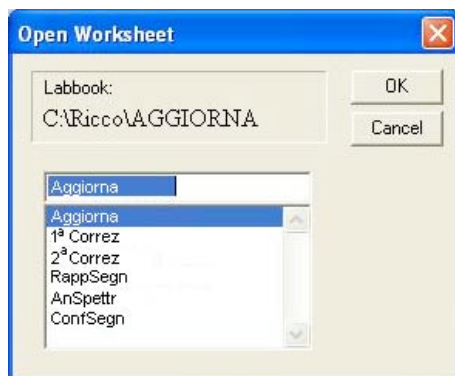 Open Worksheet
Labbook:
C:\Ricco\AGGIORNA
OK
Cancel
Aggiorna
Aggiorna
1ª Correz
2ª Correz
RappSegn
AnSpettr
ConfSegn